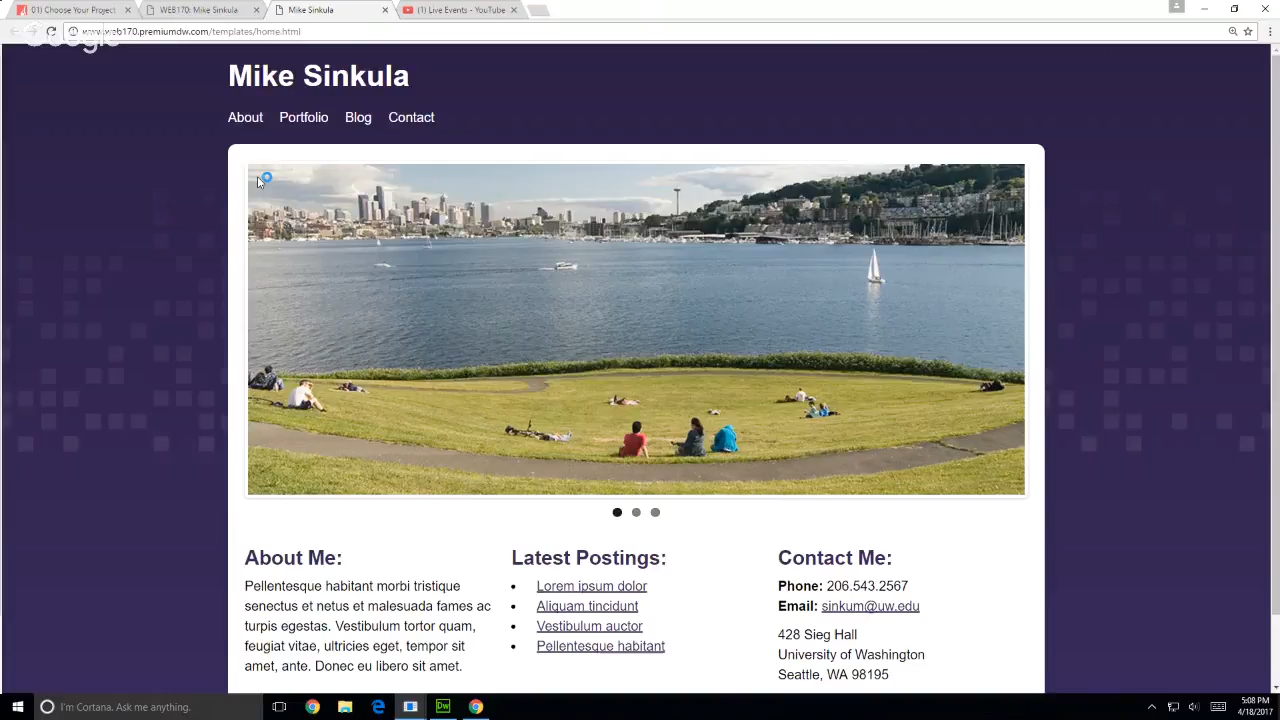 01) Choose Your Project
WEB170: Mike Sinkula
Mike Sinkula
(1) Live Events - YouTube
www.web170.premiumdw.com/templates/home.html
Google
Mike Sinkula
About Portfolio Blog Contact
About Me:
Pellentesque habitant morbi tristique
senectus et netus et malesuada fames ac
turpis egestas. Vestibulum tortor quam,
feugiat vitae, ultricies eget, tempor sit
amet, ante. Donec eu libero sit amet.
Latest Postings:
• Lorem ipsum dolor
• Aliquam tincidunt
• Vestibulum auctor
• Pellentesque habitant
Contact Me:
Phone: 206.543.2567
Email: sinkum@uw.edu
428 Sieg Hall
University of Washington
Seattle, WA 98195
I'm Cortana. Ask me anything.
Dw
5:08 PM
4/18/2017